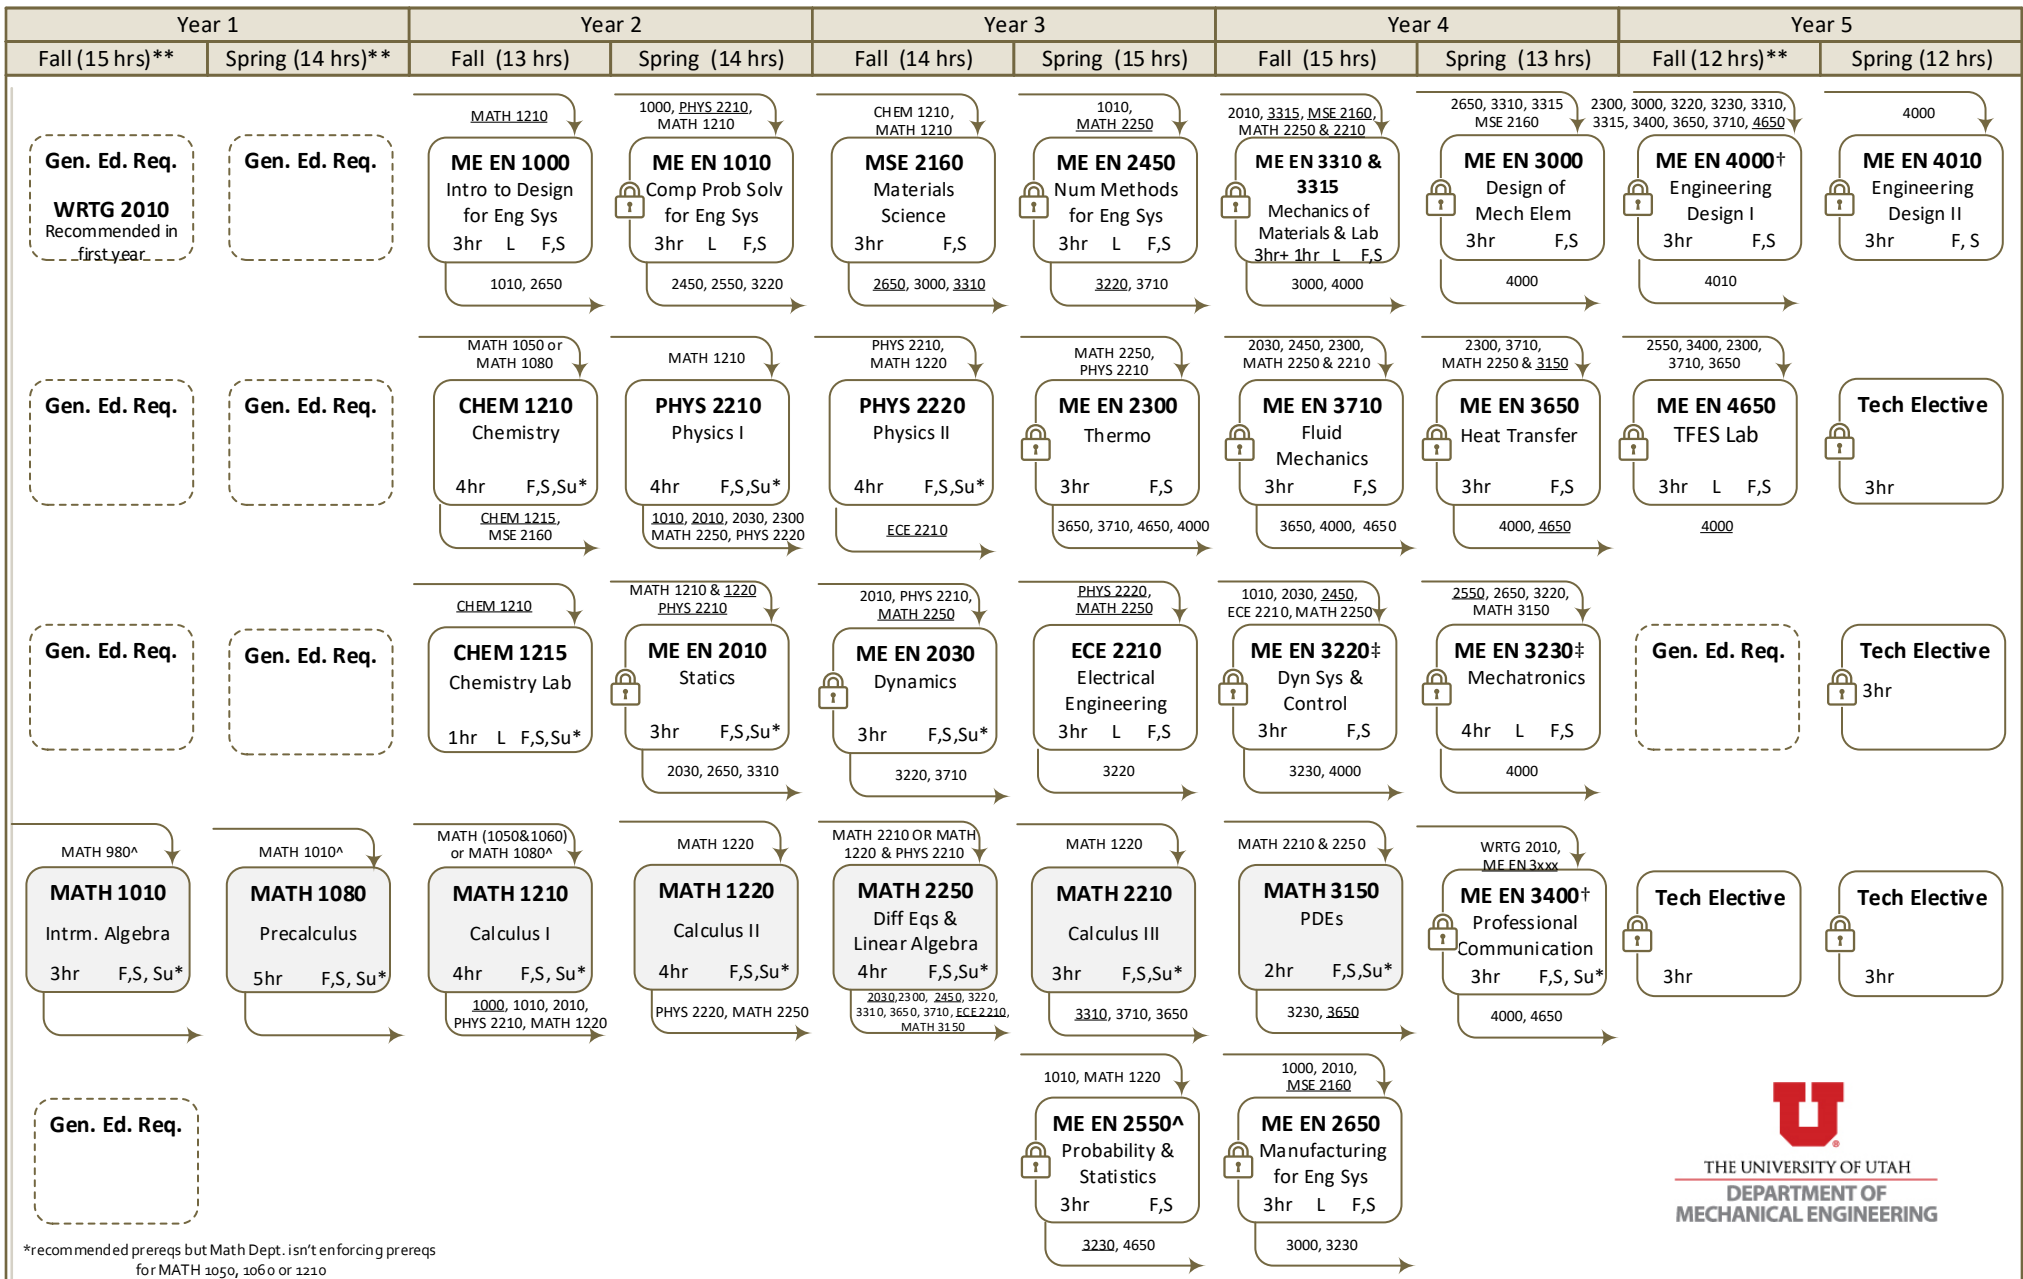 Year 1
Year 2
Year 3
Year 4
Year 5
Fall (15 hrs)**
Spring (14 hrs)**
Fall (13 hrs)
Spring (14 hrs)
Fall (14 hrs)
Spring (15 hrs)
Fall (15 hrs)
Spring (13 hrs)
Fall (12 hrs)**
Spring (12 hrs)
Gen. Ed. Req.
WRTG 2010
Recommended in
first year
Gen. Ed. Req.
MATH 1210
ME EN 1000
Intro to Design
for Eng Sys
3hr L F,S
1010, 2650
1000, PHYS 2210,
MATH 1210
ME EN 1010
Comp Prob Solv
for Eng Sys
3hr L F,S
2450, 2550, 3220
CHEM 1210,
MATH 1210
MSE 2160
Materials
Science
3hr F,S
2650, 3000, 3310
1010,
MATH 2250
ME EN 2450
Num Methods
for Eng Sys
3hr L F,S
3220, 3710
2010, 3315, MSE 2160,
MATH 2250 & 2210
ME EN 3310 &
3315
Mechanics of
Materials & Lab
3hr+ 1hr L F,S
3000, 4000
2650, 3310, 3315
MSE 2160
ME EN 3000
Design of
Mech Elem
3hr F,S
4000
2300, 3000, 3220, 3230, 3310,
3315, 3400, 3650, 3710, 4650
ME EN 4000†
Engineering
Design I
3hr F,S
4010
4000
ME EN 4010
Engineering
Design II
3hr F, S
Gen. Ed. Req.
Gen. Ed. Req.
MATH 1050 or
MATH 1080
CHEM 1210
Chemistry
4hr F,S,Su*
CHEM 1215,
MSE 2160
MATH 1210
PHYS 2210
Physics I
4hr F,S,Su*
1010, 2010, 2030, 2300
MATH 2250, PHYS 2220
PHYS 2210,
MATH 1220
PHYS 2220
Physics II
4hr F,S,Su*
ECE 2210
MATH 2250,
PHYS 2210
ME EN 2300
Thermo
3hr F,S
3650, 3710, 4650, 4000
2030, 2450, 2300,
MATH 2250 & 2210
ME EN 3710
Fluid
Mechanics
3hr F,S
3650, 4000, 4650
2300, 3710,
MATH 2250 & 3150
ME EN 3650
Heat Transfer
3hr F,S
4000, 4650
2550, 3400, 2300,
3710, 3650
ME EN 4650
TFES Lab
3hr L F,S
4000
Tech Elective
3hr
Gen. Ed. Req.
Gen. Ed. Req.
CHEM 1210
CHEM 1215
Chemistry Lab
1hr L F,S,Su*
MATH 1210 & 1220
PHYS 2210
ME EN 2010
Statics
3hr F,S,Su*
2030, 2650, 3310
2010, PHYS 2210,
MATH 2250
ME EN 2030
Dynamics
3hr F,S,Su*
3220, 3710
PHYS 2220,
MATH 2250
ECE 2210
Electrical
Engineering
3hr L F,S
3220
1010, 2030, 2450,
ECE 2210, MATH 2250
ME EN 3220‡
Dyn Sys &
Control
3hr F,S
3230, 4000
2550, 2650, 3220,
MATH 3150
ME EN 3230‡
Mechatronics
4hr L F,S
4000
Gen. Ed. Req.
Tech Elective
3hr
MATH 980^
MATH 1010
Intrm. Algebra
3hr F,S, Su*
MATH 1010^
MATH 1080
Precalculus
5hr F,S, Su*
MATH (1050&1060)
or MATH 1080^
MATH 1210
Calculus I
4hr F,S, Su*
1000, 1010, 2010,
PHYS 2210, MATH 1220
MATH 1220
MATH 1220
Calculus II
4hr F,S,Su*
PHYS 2220, MATH 2250
MATH 2210 OR MATH
1220 & PHYS 2210
MATH 2250
Diff Eqs &
Linear Algebra
4hr F,S,Su*
2030,2300, 2450, 3220,
3310, 3650, 3710, ECE 2210,
MATH 3150
MATH 1220
MATH 2210
Calculus III
3hr F,S,Su*
3310, 3710, 3650
MATH 2210 & 2250
MATH 3150
PDEs
2hr F,S,Su*
3230, 3650
WRTG 2010,
ME EN 3xxx
ME EN 3400†
Professional
Communication
3hr F,S, Su*
4000, 4650
Tech Elective
3hr
Tech Elective
3hr
Gen. Ed. Req.
1010, MATH 1220
ME EN 2550^
Probability &
Statistics
3hr F,S
3230, 4650
1000, 2010,
MSE 2160
ME EN 2650
Manufacturing
for Eng Sys
3hr L F,S
3000, 3230
U
THE UNIVERSITY OF UTAH
DEPARTMENT OF
MECHANICAL ENGINEERING
*recommended prereqs but Math Dept. isn't enforcing prereqs
for MATH 1050, 1060 or 1210